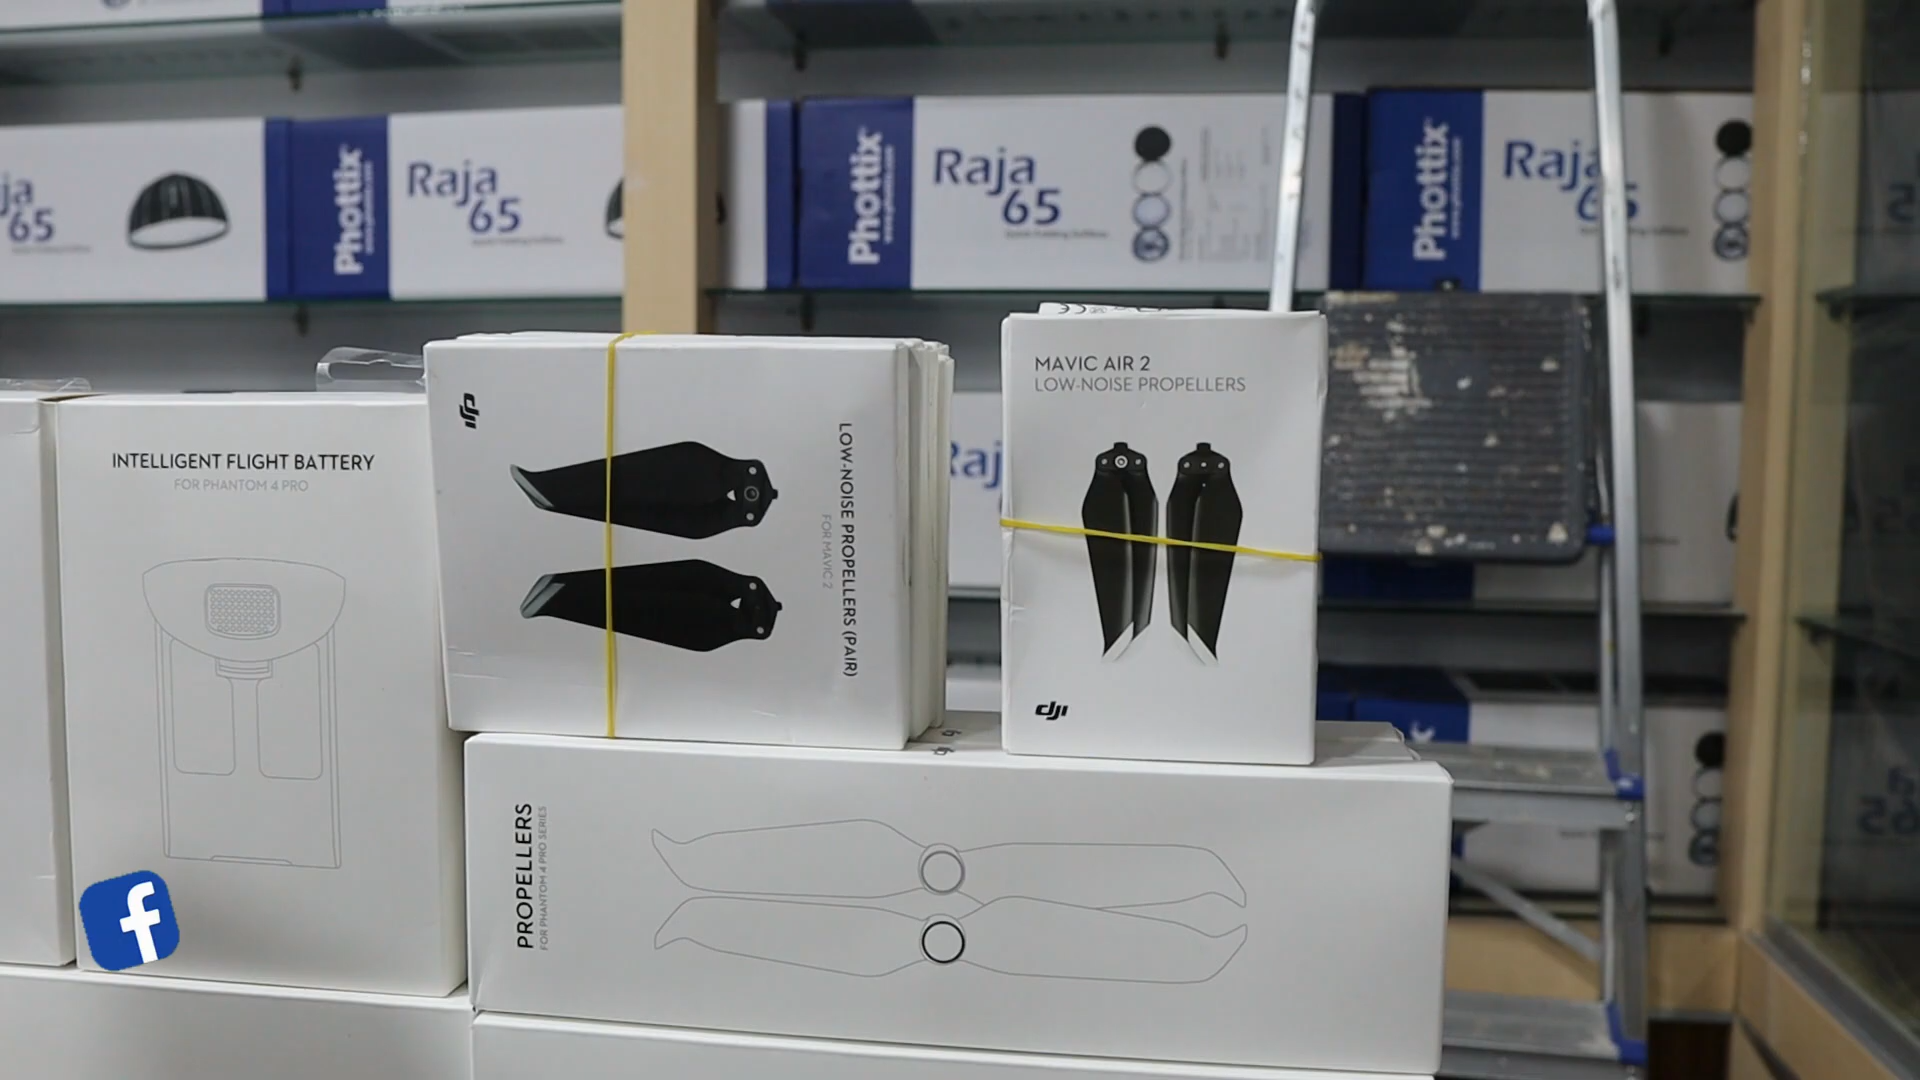 ja
65
Phottix
Raja
65
Phottix
Raja
65
Phottix
Raja
65
MAVIC AIR 2
LOW-NOISE PROPELLERS
dji
dji
LOW-NOISE PROPELLERS (PAIR)
FOR MAVIC 2
INTELLIGENT FLIGHT BATTERY
FOR PHANTOM 4 PRO
Raj
PROPELLERS
FOR PHANTOM 4 PRO SERIES
f